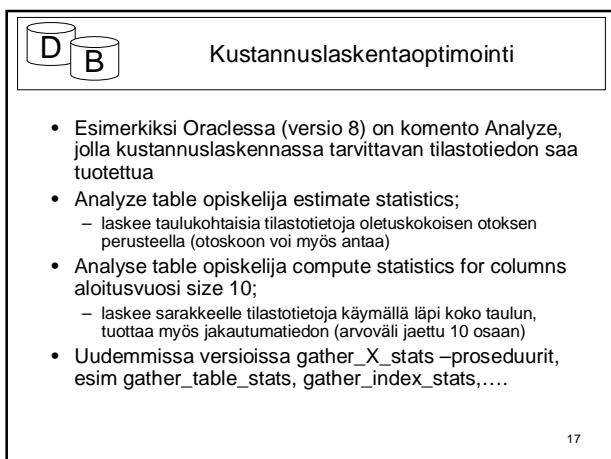 D
B
Kustannuslaskentaoptimointi
• Esimerkiksi Oraclessa (versio 8) on komento Analyze,
jolla kustannuslaskennassa tarvittavan tilastotiedon saa
tuotettua
• Analyze table opiskelija estimate statistics;
– laskee taulukohtaisia tilastotietoja oletuskokoisen otoksen
perusteella (otoskoon voi myös antaa)
• Analyse table opiskelija compute statistics for columns
aloitusvuosi size 10;
– laskee sarakkeelle tilastotietoja käymällä läpi koko taulun,
tuottaa myös jakautumatiedon (arvoväli jaettu 10 osaan)
• Uudemmissa versioissa gather_X_stats –proseduurit,
esim gather_table_stats, gather_index_stats,….
17